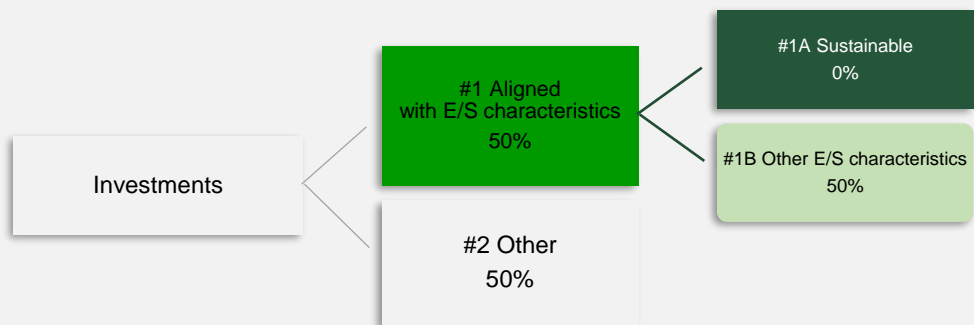 Investments
#1 Aligned
with E/S characteristics
50%
#2 Other
50%
#1A Sustainable
0%
#1B Other E/S characteristics
50%